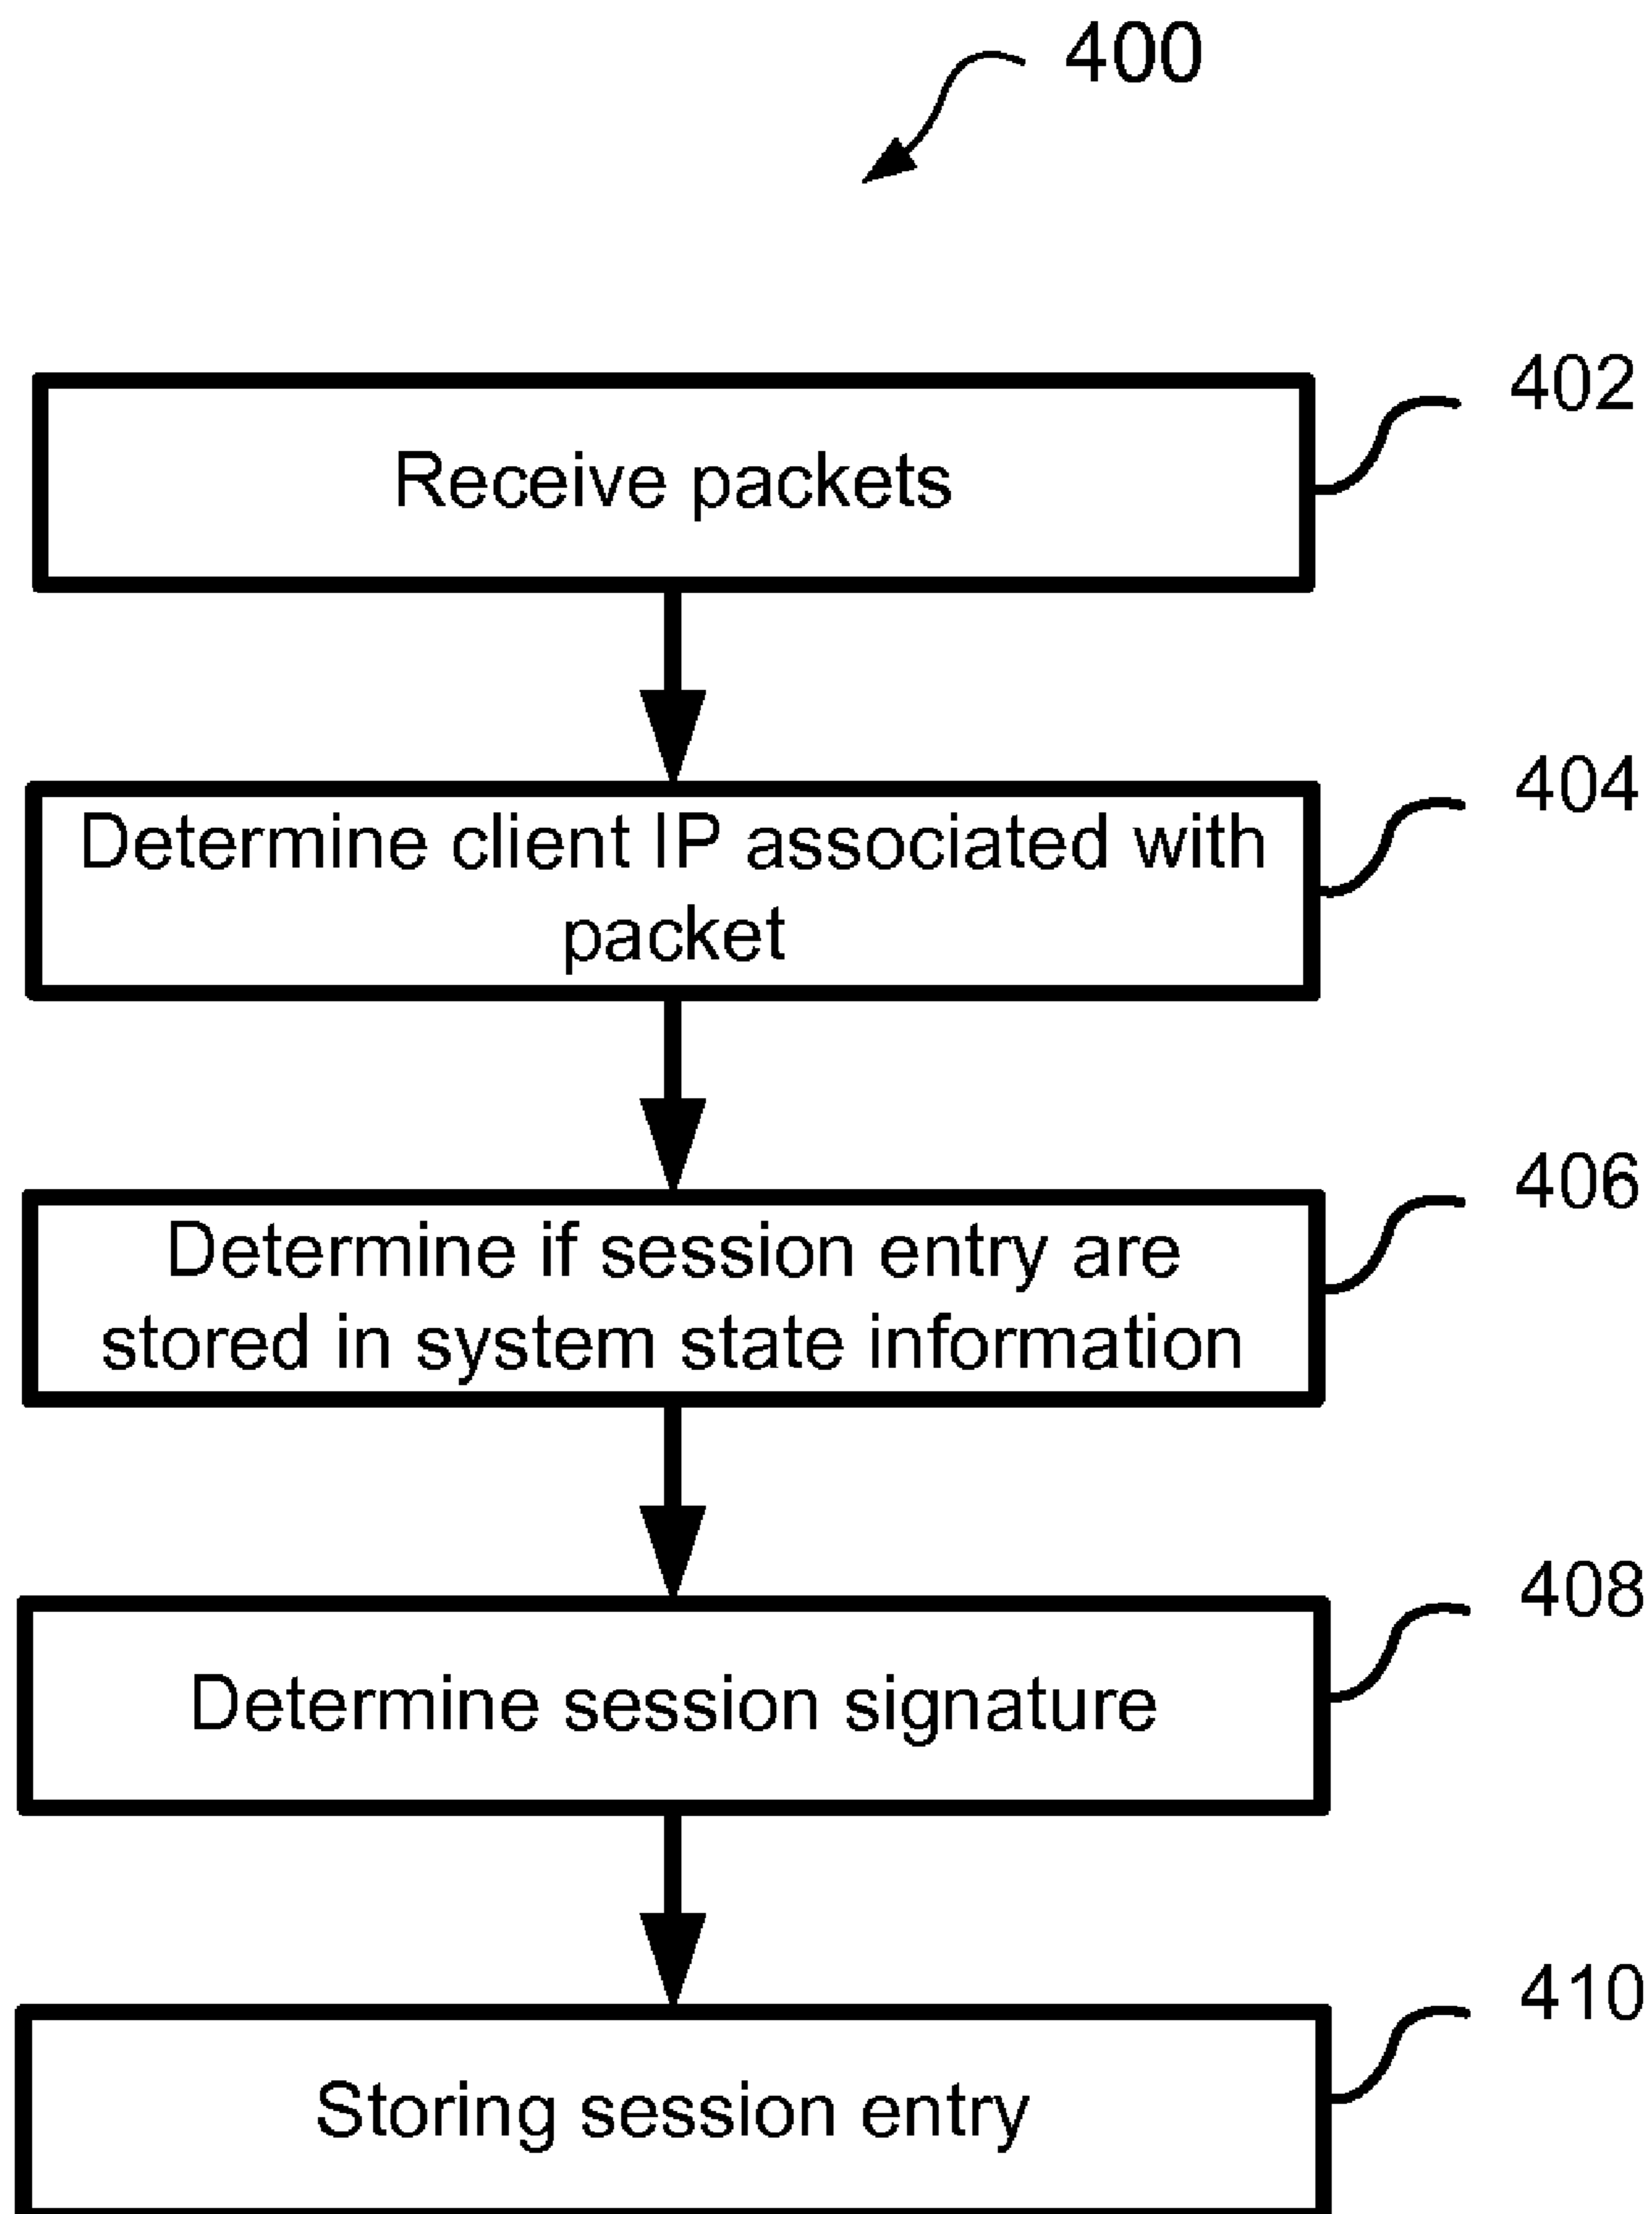 400
402
Receive packets
404
Determine client IP associated with
packet
406
Determine if session entry are
stored in system state information
408
Determine session signature
410
Storing session entry